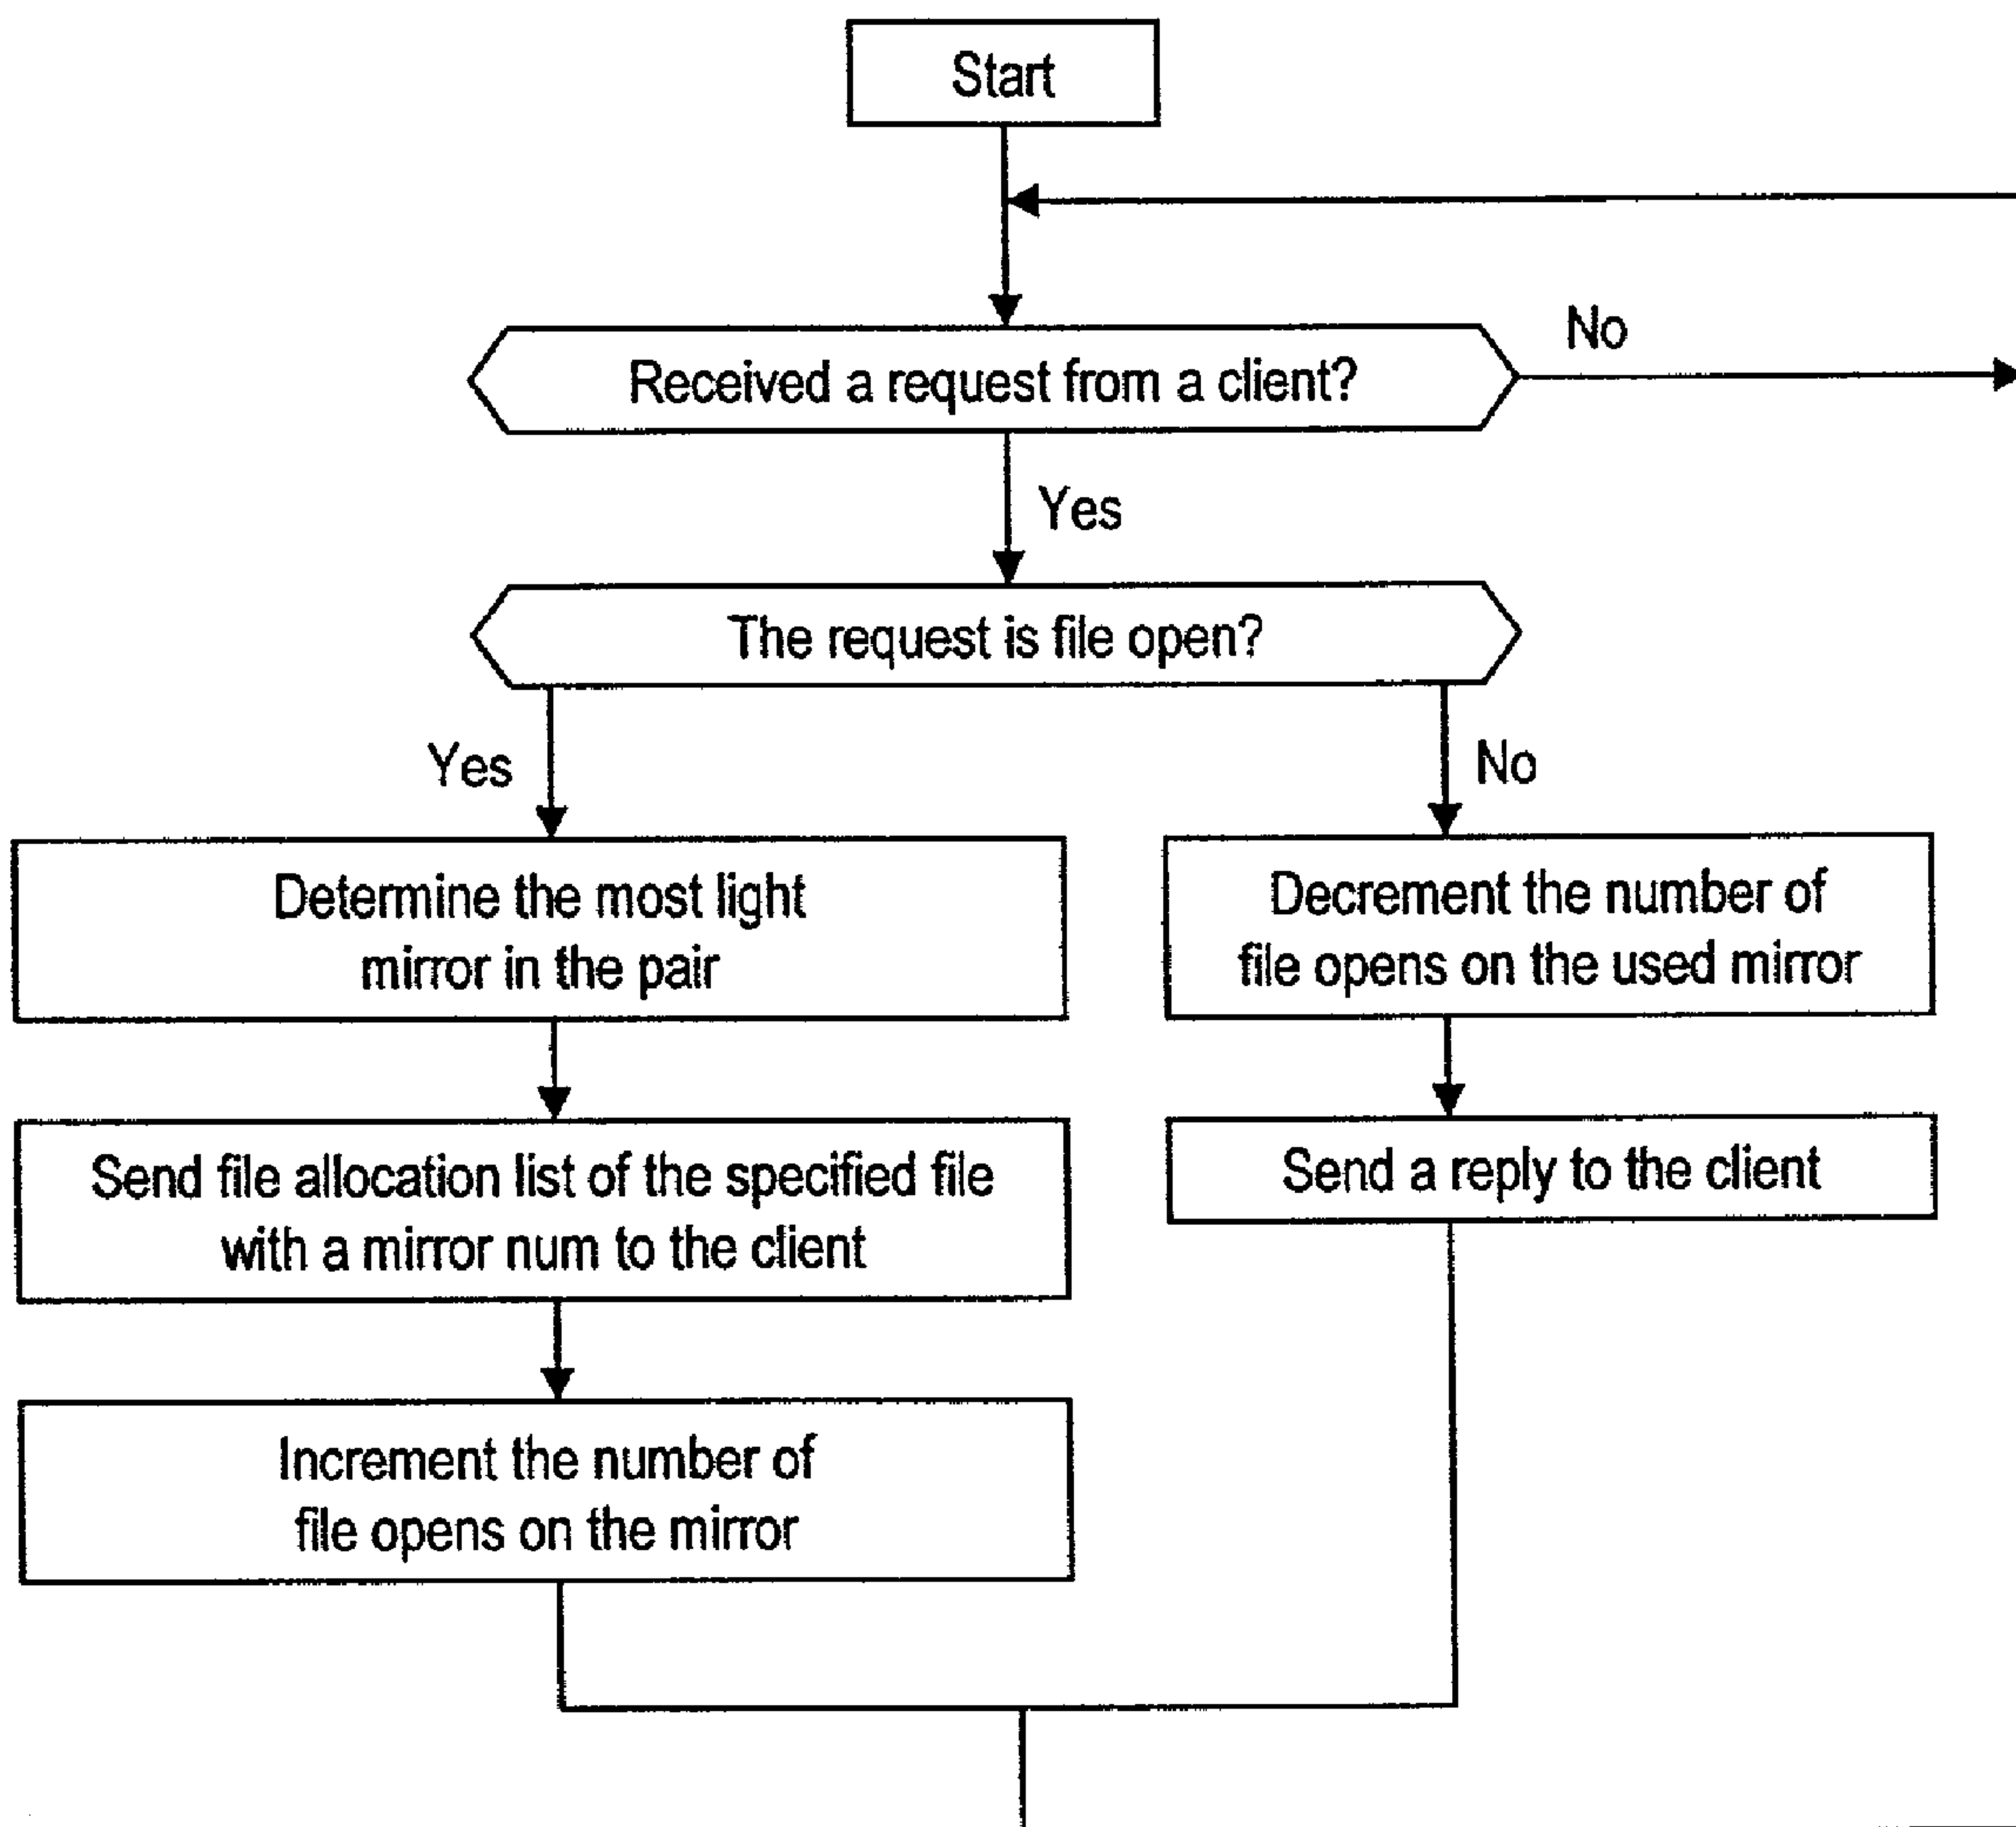 Start
Received a request from a client?
No
Yes
The request is file open?
Yes
No
Determine the most light
mirror in the pair
Decrement the number of
file opens on the used mirror
Send file allocation list of the specified file
with a mirror num to the client
Send a reply to the client
Increment the number of
file opens on the mirror